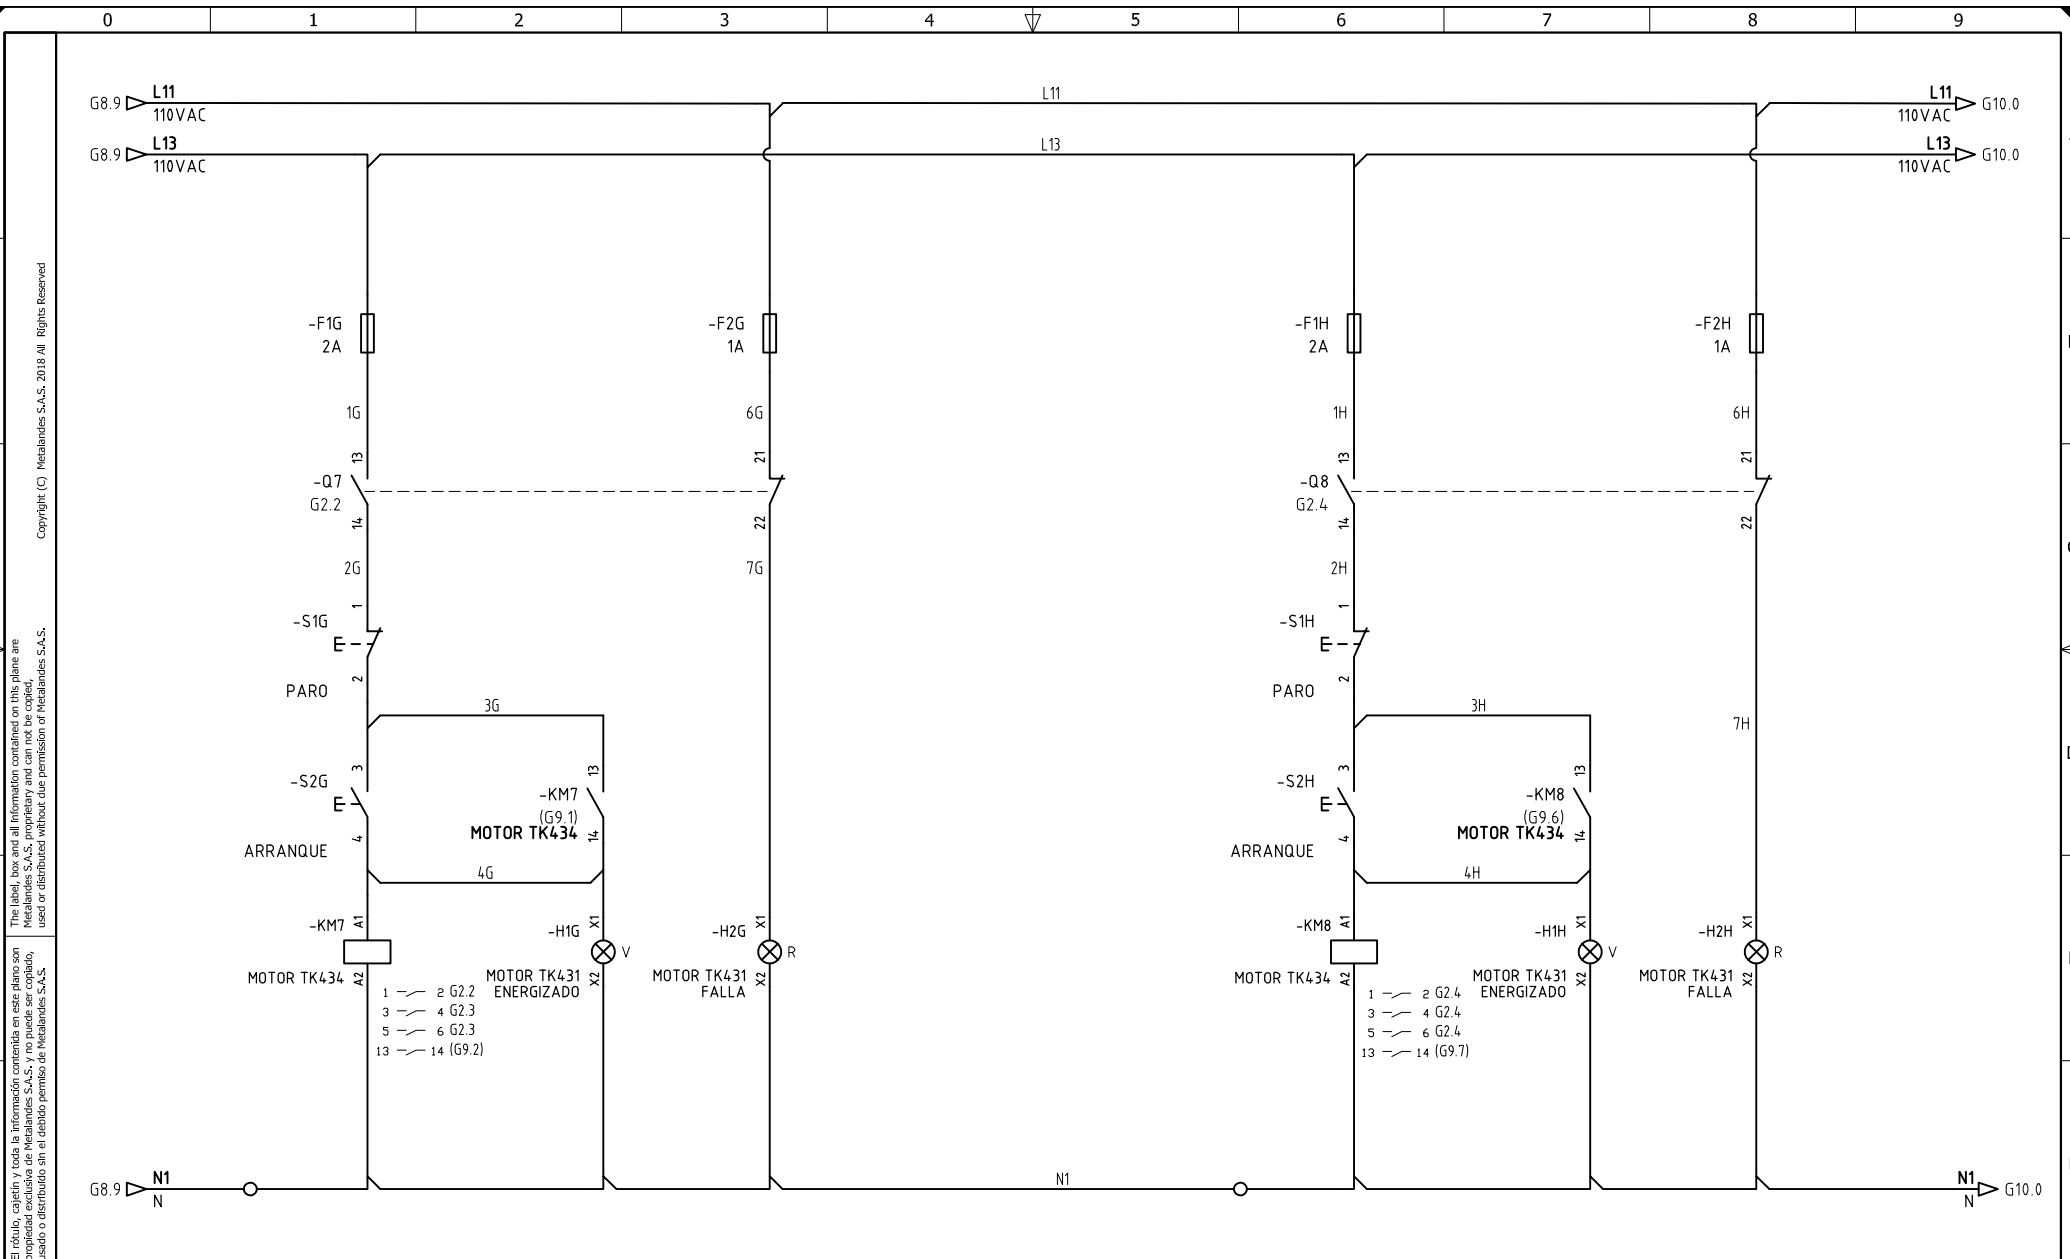 0 1 2 3 4 5 6 7 8 9
G8.9 L11 L11 L11 G10.0
110VAC 110VAC
G8.9 L13 L13 L13 G10.0
110VAC 110VAC
-F1G -F2G -F1H -F2H
2A 1A 2A 1A
1G 6G 1H 6H
13 21 13 21
-Q7 -Q8
G2.2 G2.4
14 22 14 22
2G 7G 2H
1 1
-S1G -S1H
E E
2 2
PARO PARO
3G 3H 7H
3 13 3 13
-S2G -KM7 -S2H -KM8
E (G9.1) E (G9.6)
MOTOR TK434 MOTOR TK434
4 14 4 14
ARRANQUE ARRANQUE
4G 4H
A1 X1 X1 A1 X1 X1
-KM7 -H1G -H2G -KM8 -H1H -H2H
V R V R
MOTOR TK434 A2 MOTOR TK431 X2 MOTOR TK431 X2 MOTOR TK434 A2 MOTOR TK431 X2 MOTOR TK431 X2
ENERGIZADO FALLA ENERGIZADO FALLA
1 2 G2.2 1 2 G2.4
3 4 G2.3 3 4 G2.4
5 6 G2.3 5 6 G2.4
13 14 (G9.2) 13 14 (G9.7)
G8.9 N1 N1 N1 G10.0
N N
Copyright (C) Metalandes S.A.S. 2018 All Rights Reserved
The label, box and all information contained on this plane are
Metalandes S.A.S. proprietary and can not be copied,
used or distributed without due permission of Metalandes S.A.S.
El rótulo, cajetín y toda la información contenida en este plano son
propiedad exclusiva de Metalandes S.A.S. y no puede ser copiado,
usado o distribuido sin el debido permiso de Metalandes S.A.S.